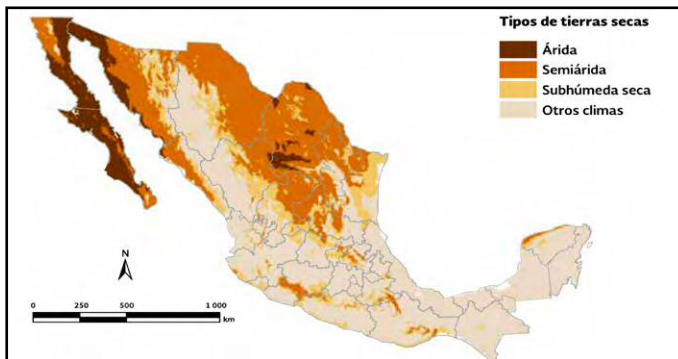 Tipos de tierras secas
Árida
Semiárida
Subhúmeda seca
Otros climas
N
0 250 500 1 000
km